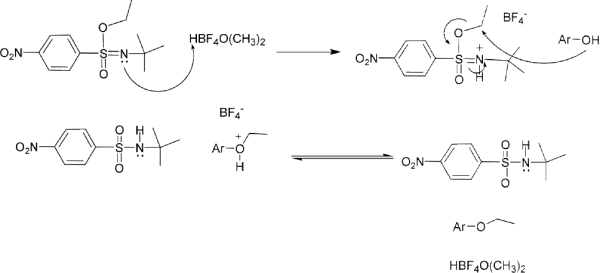 O
O₂N
S=N
O
HBF₄O(CH₃)₂
BF₄⁻
O
Ar-OH
O₂N
S=N
+
O
H
BF₄⁻
O
H
O₂N
S-N
O
+
Ar-O
H
O
H
O₂N
S-N
O
Ar-O
HBF₄O(CH₃)₂